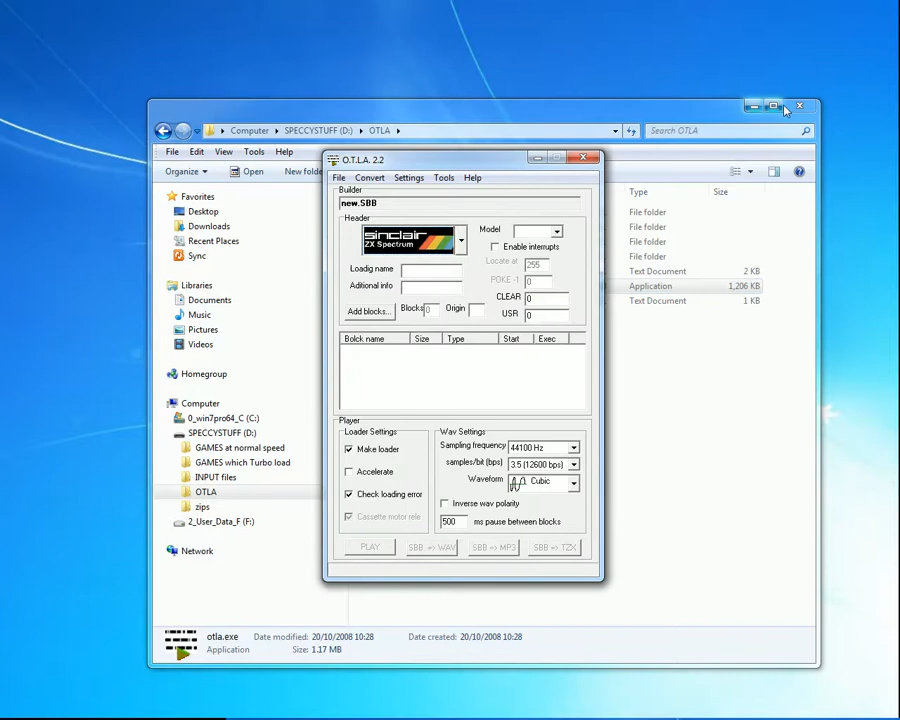 Computer ▸ SPECCYSTUFF (D:) ▸ OTLA ▸
Search OTLA
File Edit View Tools Help
Organize Open New folde
Favorites
Desktop
Downloads
Recent Places
Sync
Libraries
Documents
Music
Pictures
Videos
Homegroup
Computer
0_win7pro64_C (C:)
SPECCYSTUFF (D:)
GAMES at normal speed
GAMES which Turbo load
INPUT files
OTLA
zips
2_User_Data_F (F:)
Network
Type Size
File folder
File folder
File folder
File folder
Text Document 2 KB
Application 1,206 KB
Text Document 1 KB
O.T.L.A. 2.2
File Convert Settings Tools Help
Builder
new.SBB
Header
sinclair
ZX Spectrum
Model
Enable interrupts
Locate at 255
POKE -1 0
Loadig name
Aditional info
CLEAR 0
Add blocks... Blocks 0 Origin
USR 0
Bolck name Size Type Start Exec
Player
Loader Settings
Make loader
Accelerate
Check loading error
Cassette motor rele
Wav Settings
Sampling frequency 44100 Hz
samples/bit (bps) 3.5 (12600 bps)
Waveform Cubic
Inverse wav polarity
500 ms pause between blocks
PLAY SBB => WAV SBB => MP3 SBB => TZX
otla.exe Date modified: 20/10/2008 10:28 Date created: 20/10/2008 10:28
Application Size: 1.17 MB